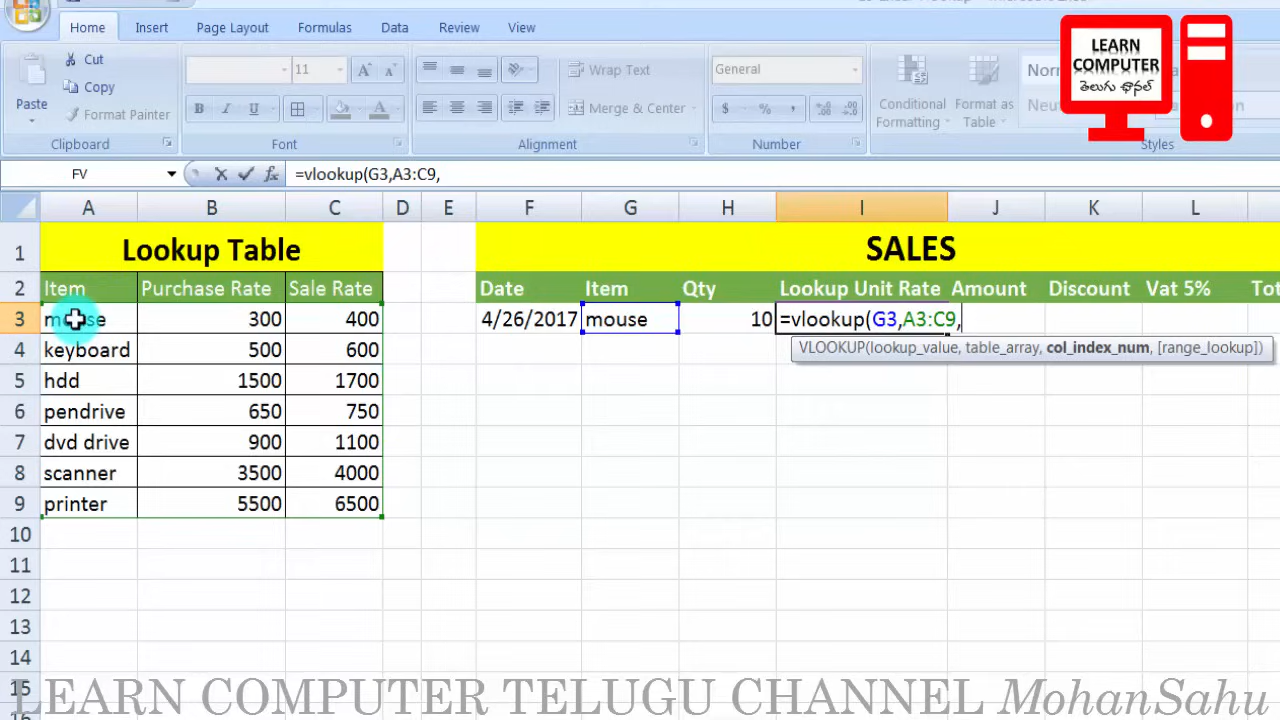 Home Insert Page Layout Formulas Data Review View
LEARN
COMPUTER
తెలుగు ఛానల్
Cut
Copy
Format Painter
Paste
Clipboard
11
B I U A
Font
Wrap Text
Merge & Center
Alignment
General
$ % ,
Number
Conditional
Formatting
Format as
Table
Styles
FV fx =vlookup(G3,A3:C9,
A B C D E F G H I J K L
1 Lookup Table SALES
2 Item Purchase Rate Sale Rate Date Item Qty Lookup Unit Rate Amount Discount Vat 5%
3 mouse 300 400 4/26/2017 mouse 10 =vlookup(G3,A3:C9,
4 keyboard 500 600 VLOOKUP(lookup_value, table_array, col_index_num, [range_lookup])
5 hdd 1500 1700
6 pendrive 650 750
7 dvd drive 900 1100
8 scanner 3500 4000
9 printer 5500 6500
10
11
12
13
14
15
LEARN COMPUTER TELUGU CHANNEL MohanSahu